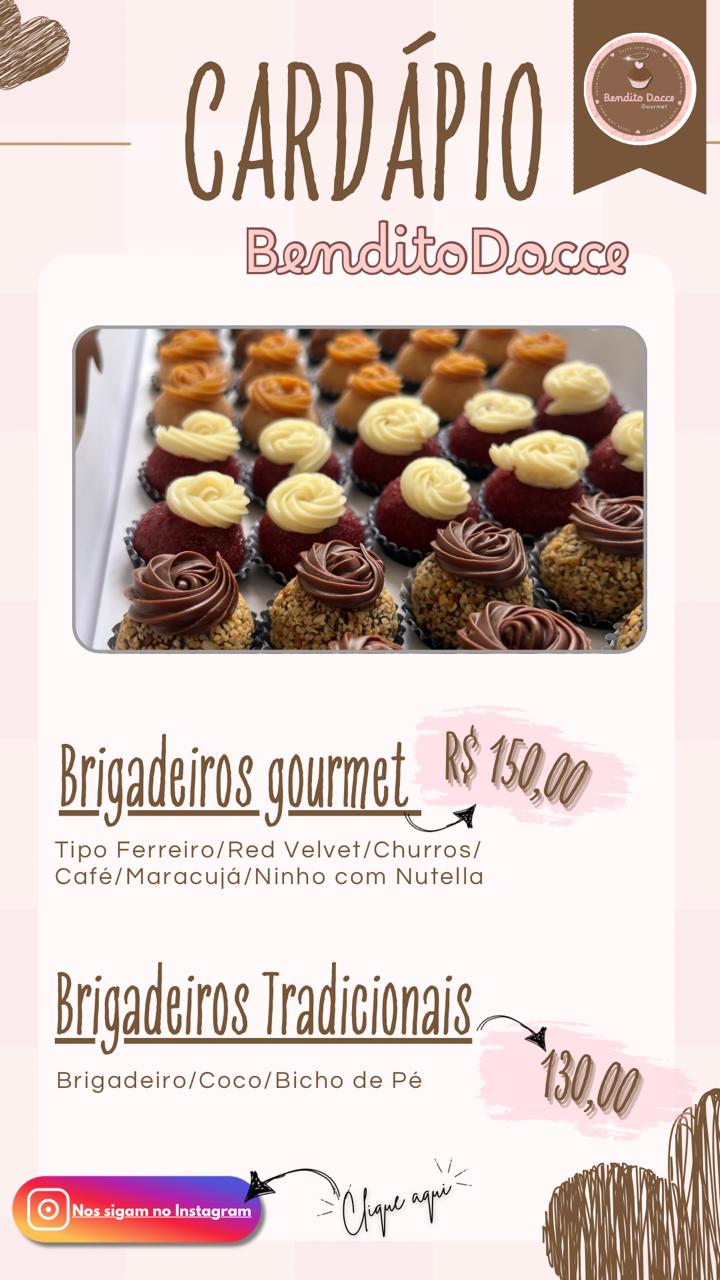 CARDÁPIO
Bendito Docce
Gourmet
BenditoDocce
Brigadeiros gourmet
R$ 150,00
Tipo Ferreiro/Red Velvet/Churros/
Café/Maracujá/Ninho com Nutella
Brigadeiros Tradicionais
130,00
Brigadeiro/Coco/Bicho de Pé
Clique aqui
Nos sigam no Instagram